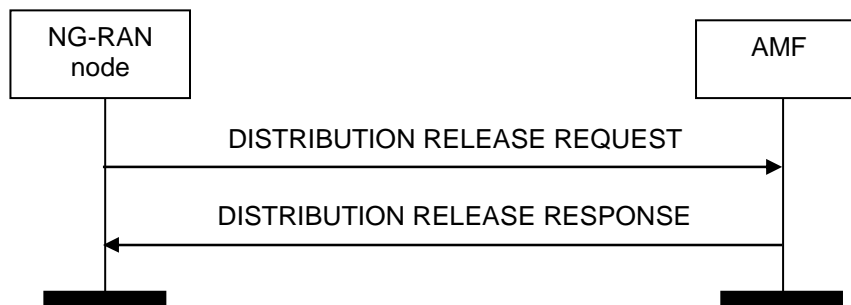 NG-RAN
node
AMF
DISTRIBUTION RELEASE REQUEST
DISTRIBUTION RELEASE RESPONSE